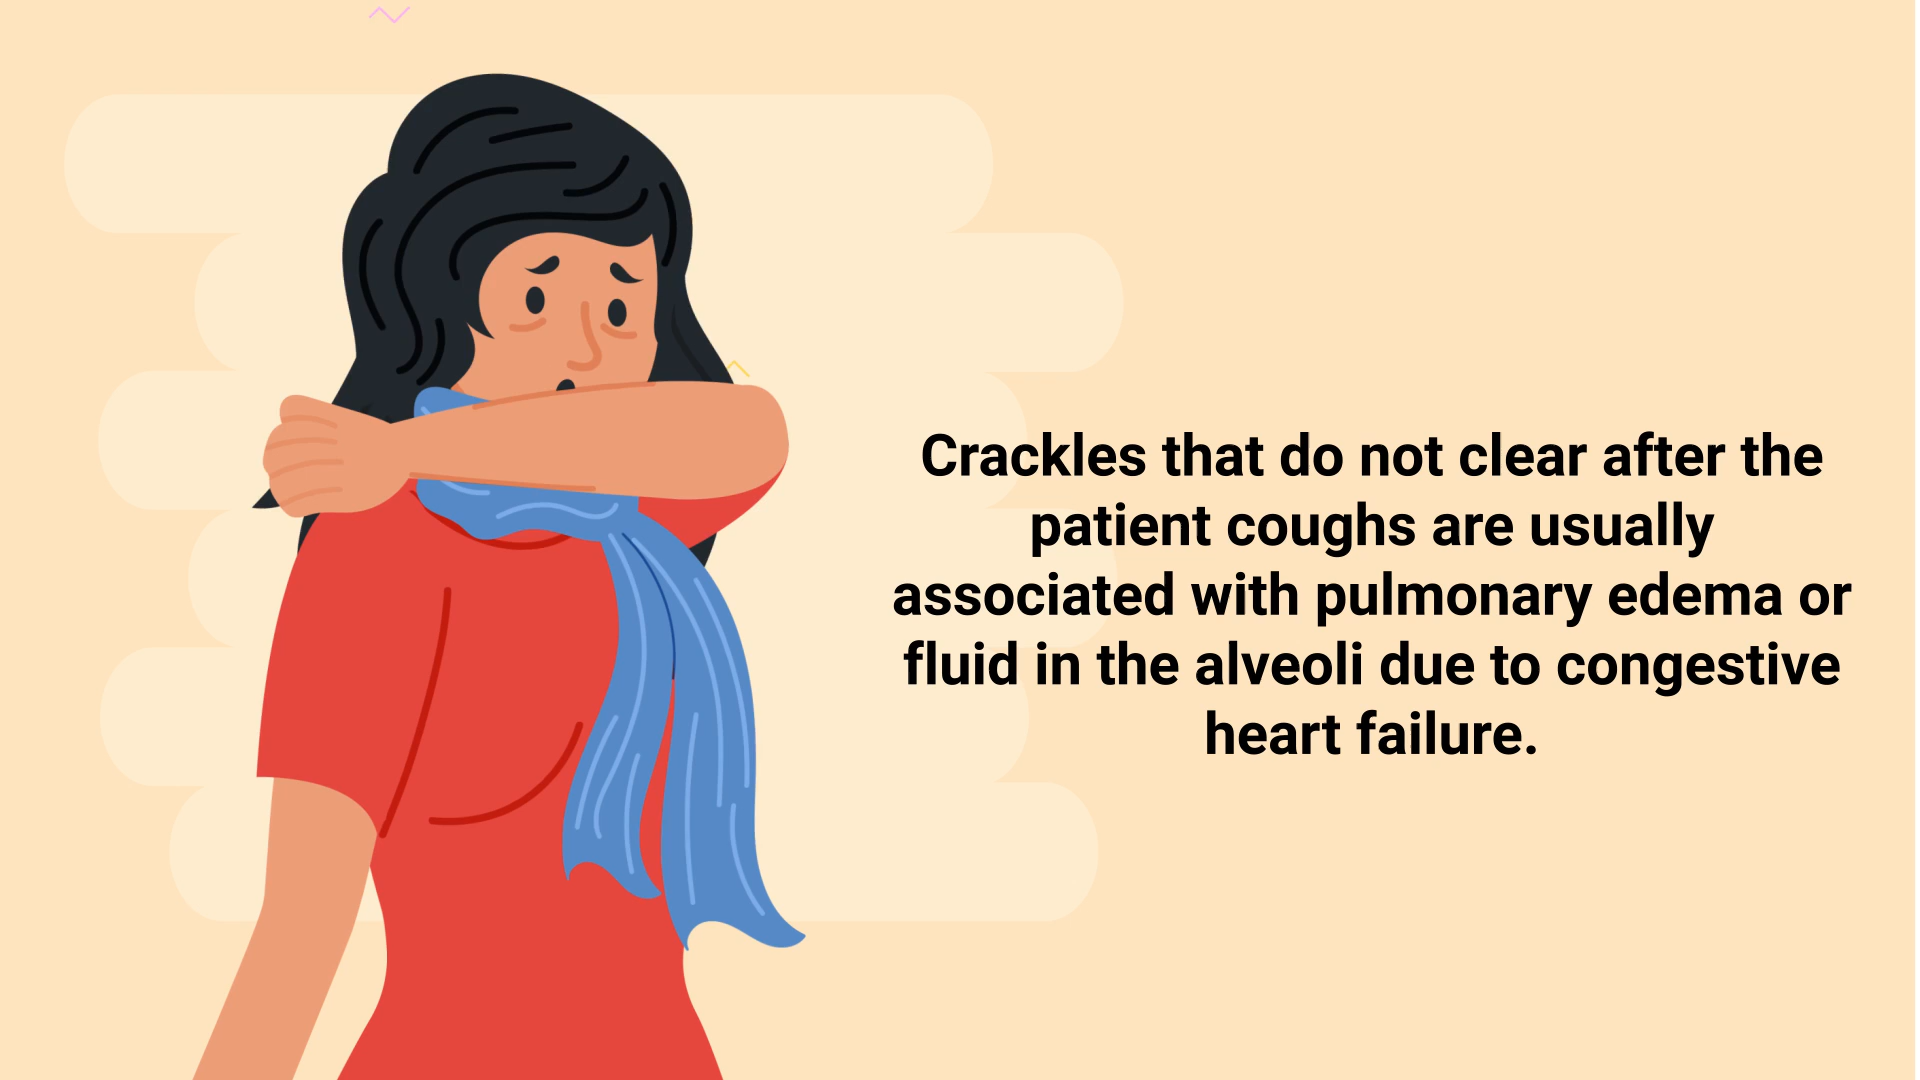 Crackles that do not clear after the
patient coughs are usually
associated with pulmonary edema or
fluid in the alveoli due to congestive
heart failure.